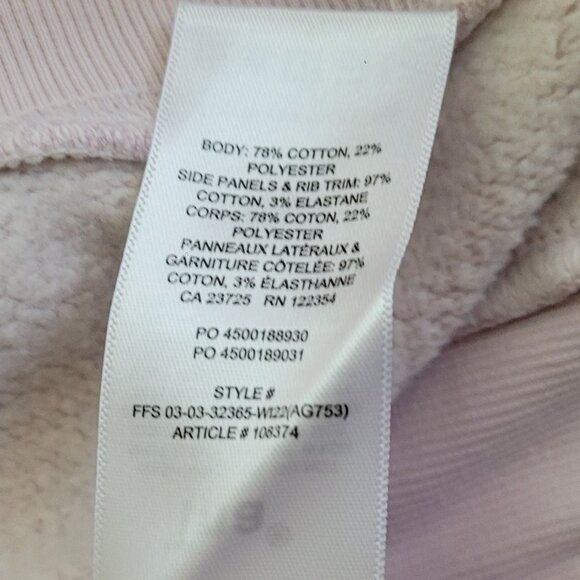 BODY: 78% COTTON, 22%
POLYESTER
SIDE PANELS & RIB TRIM: 97%
COTTON, 3% ELASTANE
CORPS: 78% COTON, 22%
POLYESTER
PANNEAUX LATÉRAUX &
GARNITURE CÔTELÉE: 97%
COTON, 3% ÉLASTHANNE
CA 23725 RN 122354
PO 4500188930
PO 4500189031
STYLE #
FFS 03-03-32365-WI22(AG753)
ARTICLE # 108374